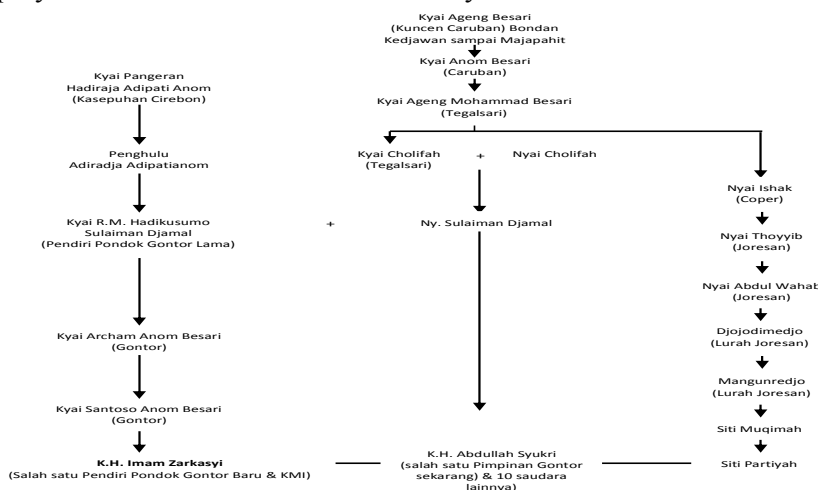 Kyai Ageng Besari
(Kuncen Caruban) Bondan
Kedjawan sampai Majapahit
Kyai Anom Besari
(Caruban)
Kyai Ageng Mohammad Besari
(Tegalsari)
Kyai Pangeran
Hadiraja Adipati Anom
(Kasepuhan Cirebon)
Penghulu
Adiradja Adipatianom
Kyai Cholifah
(Tegalsari)
+
Nyai Cholifah
Kyai R.M. Hadikusumo
Sulaiman Djamal
(Pendiri Pondok Gontor Lama)
+
Ny. Sulaiman Djamal
Nyai Ishak
(Coper)
Nyai Thoyyib
(Joresan)
Nyai Abdul Wahab
(Joresan)
Djojodimedjo
(Lurah Joresan)
Mangunredjo
(Lurah Joresan)
Siti Muqimah
Siti Partiyah
Kyai Archam Anom Besari
(Gontor)
Kyai Santoso Anom Besari
(Gontor)
K.H. Imam Zarkasyi
(Salah satu Pendiri Pondok Gontor Baru & KMI)
K.H. Abdullah Syukri
(salah satu Pimpinan Gontor
sekarang) & 10 saudara
lainnya)